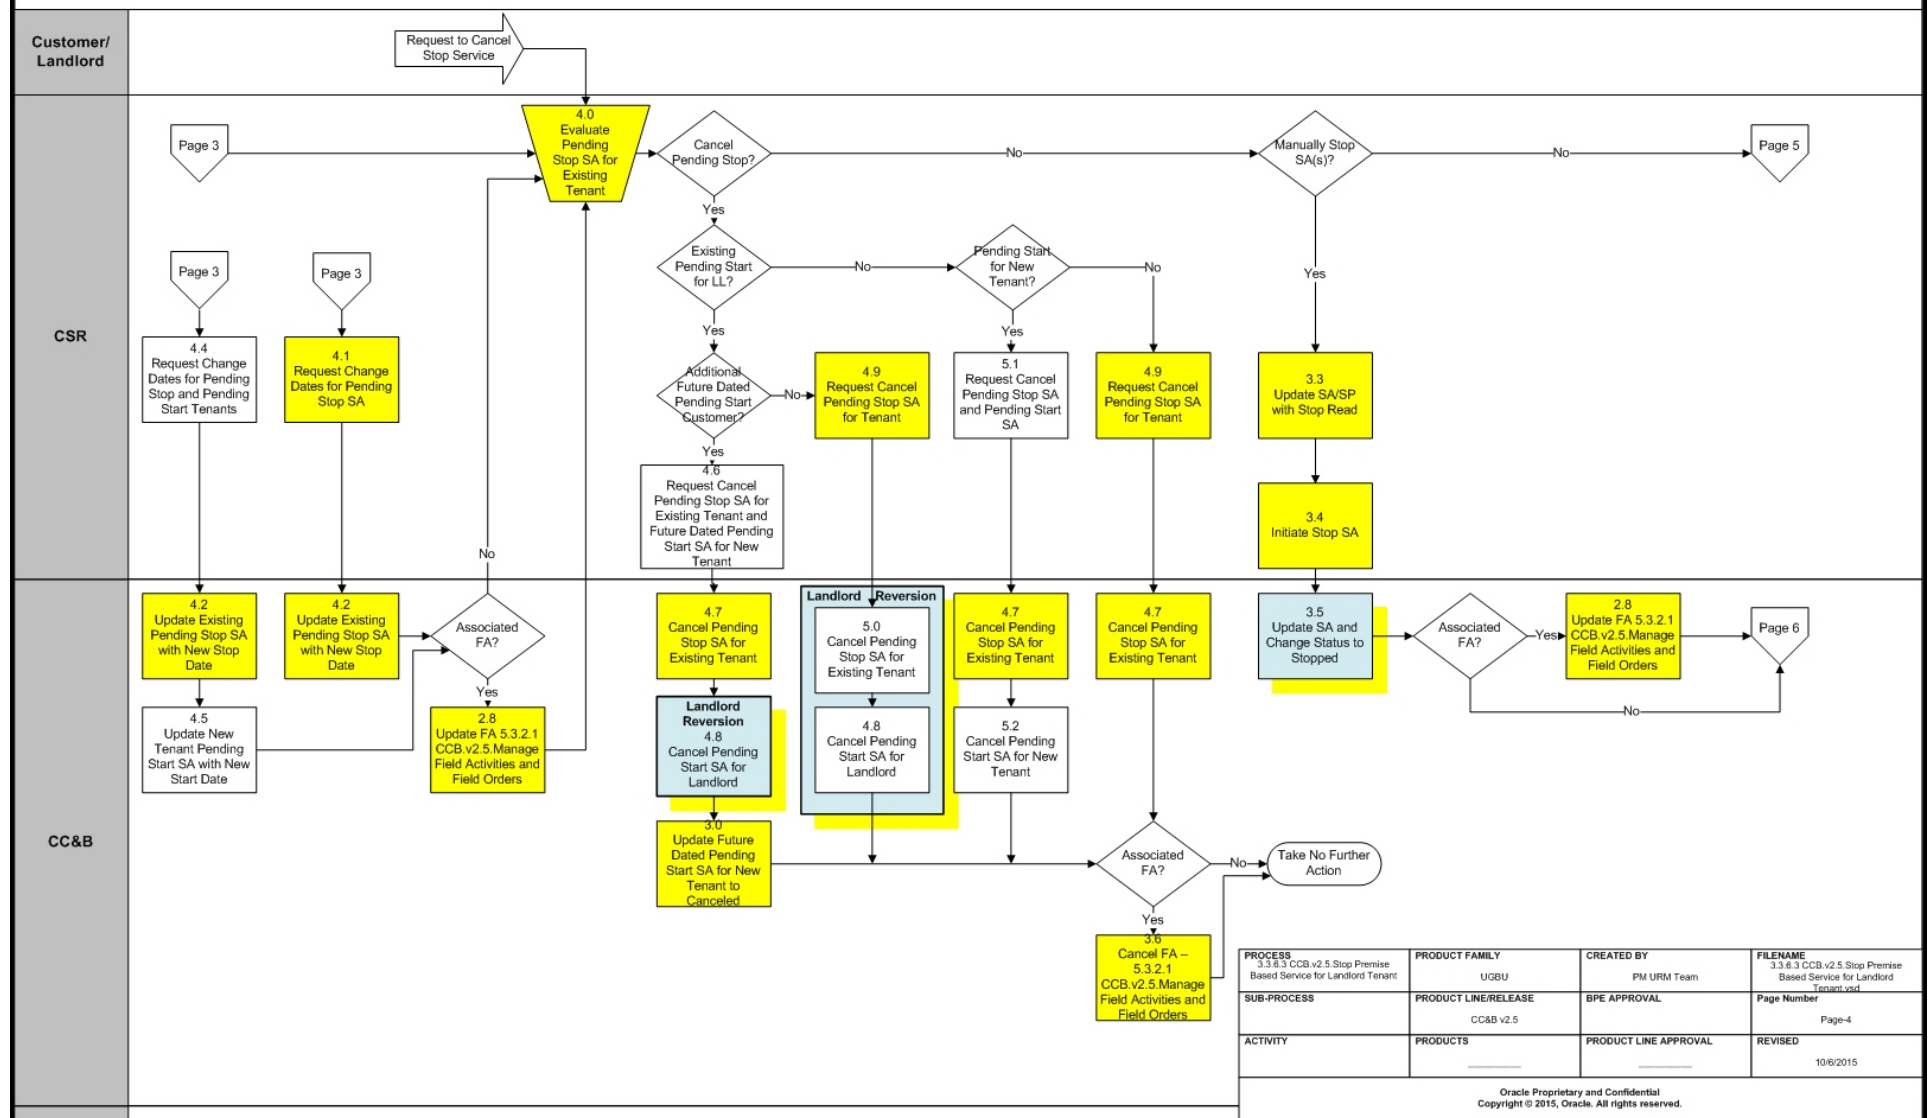 Customer/
Landlord
Request to Cancel
Stop Service
CSR
Page 3
4.0
Evaluate
Pending
Stop SA for
Existing
Tenant
Cancel
Pending Stop?
No
Manually Stop
SA(s)?
No
Page 5
Yes
Page 3
Page 3
Existing
Pending Start
for LL?
No
Pending Start
for New
Tenant?
No
Yes
Yes
Yes
4.4
Request Change
Dates for Pending
Stop and Pending
Start Tenants
4.1
Request Change
Dates for Pending
Stop SA
Additional
Future Dated
Pending Start
Customer?
No
4.9
Request Cancel
Pending Stop SA
for Tenant
5.1
Request Cancel
Pending Stop SA
and Pending Start
SA
4.9
Request Cancel
Pending Stop SA
for Tenant
3.3
Update SA/SP
with Stop Read
Yes
4.6
Request Cancel
Pending Stop SA for
Existing Tenant and
Future Dated Pending
Start SA for New
Tenant
3.4
Initiate Stop SA
No
CC&B
4.2
Update Existing
Pending Stop SA
with New Stop
Date
4.2
Update Existing
Pending Stop SA
with New Stop
Date
Associated
FA?
Yes
4.5
Update New
Tenant Pending
Start SA with New
Start Date
2.8
Update FA 5.3.2.1
CCB.v2.5.Manage
Field Activities and
Field Orders
4.7
Cancel Pending
Stop SA for
Existing Tenant
Landlord
Reversion
4.8
Cancel Pending
Start SA for
Landlord
3.0
Update Future
Dated Pending
Start SA for New
Tenant to
Canceled
Landlord Reversion
5.0
Cancel Pending
Stop SA for
Existing Tenant
4.8
Cancel Pending
Start SA for
Landlord
4.7
Cancel Pending
Stop SA for
Existing Tenant
5.2
Cancel Pending
Start SA for New
Tenant
4.7
Cancel Pending
Stop SA for
Existing Tenant
3.5
Update SA and
Change Status to
Stopped
Associated
FA?
Yes
2.8
Update FA 5.3.2.1
CCB.v2.5.Manage
Field Activities and
Field Orders
Page 6
No
Associated
FA?
No
Take No Further
Action
Yes
3.6
Cancel FA –
5.3.2.1
CCB.v2.5.Manage
Field Activities and
Field Orders
PROCESS
3.3.6.3 CCB.v2.5.Stop Premise
Based Service for Landlord Tenant
PRODUCT FAMILY
UGBU
CREATED BY
PM URM Team
FILENAME
3.3.6.3 CCB.v2.5.Stop Premise
Based Service for Landlord
Tenant.vsd
SUB-PROCESS
PRODUCT LINE/RELEASE
CC&B v2.5
BPE APPROVAL
Page Number
Page-4
ACTIVITY
PRODUCTS
PRODUCT LINE APPROVAL
REVISED
10/6/2015
Oracle Proprietary and Confidential
Copyright © 2015, Oracle. All rights reserved.